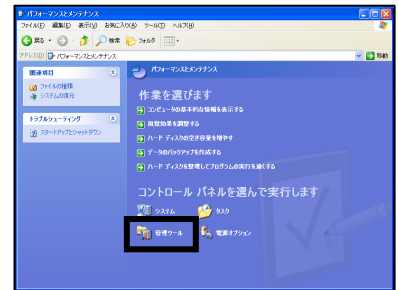 パフォーマンスとメンテナンス
ファイル(F) 編集(E) 表示(V) お気に入り(A) ツール(T) ヘルプ(H)
戻る 検索 フォルダ
アドレス(D) パフォーマンスとメンテナンス 移動
関連項目
ファイルの種類
システムの復元
トラブルシューティング
スタートアップとシャットダウン
パフォーマンスとメンテナンス
作業を選びます
コンピュータの基本的な情報を表示する
視覚効果を調整する
ハード ディスクの空き容量を増やす
データのバックアップを作成する
ハード ディスクを整理してプログラムの実行を速くする
コントロール パネルを選んで実行します
システム タスク
管理ツール 電源オプション